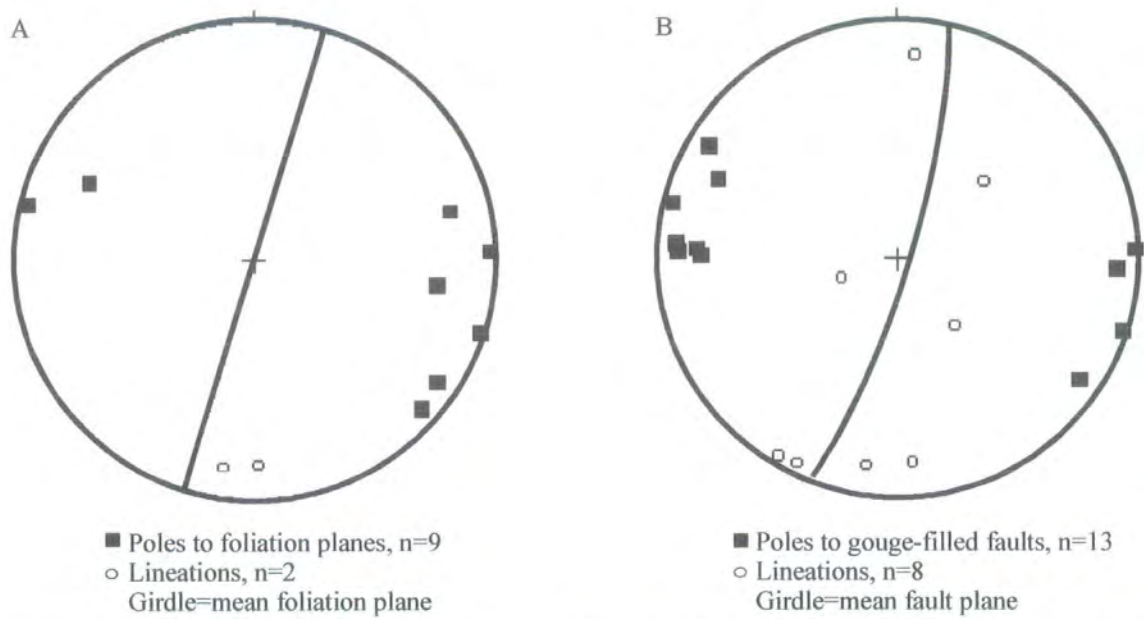 A
B
■ Poles to foliation planes, n=9
○ Lineations, n=2
Girdle=mean foliation plane
■ Poles to gouge-filled faults, n=13
○ Lineations, n=8
Girdle=mean fault plane